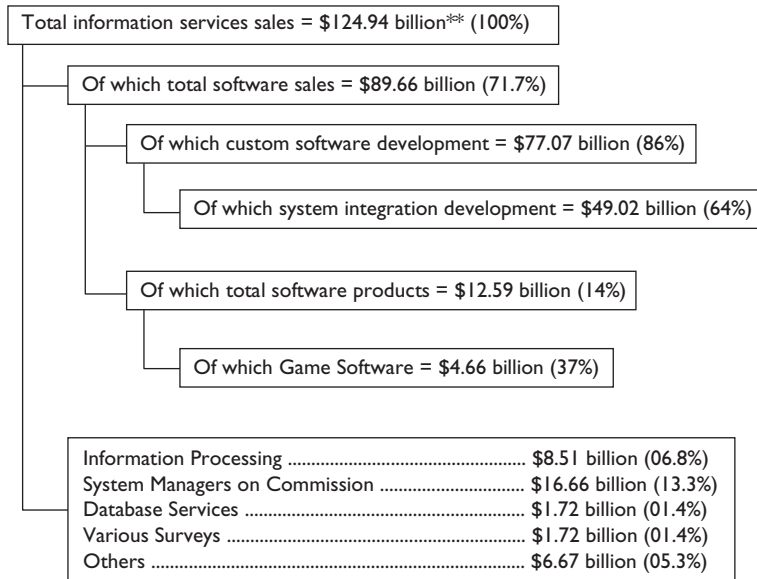 Total information services sales = $124.94 billion** (100%)
Of which total software sales = $89.66 billion (71.7%)
Of which custom software development = $77.07 billion (86%)
Of which system integration development = $49.02 billion (64%)
Of which total software products = $12.59 billion (14%)
Of which Game Software = $4.66 billion (37%)
Information Processing ........................................... $8.51 billion (06.8%)
System Managers on Commission .......................... $16.66 billion (13.3%)
Database Services ................................................... $1.72 billion (01.4%)
Various Surveys ...................................................... $1.72 billion (01.4%)
Others ................................................................... $6.67 billion (05.3%)